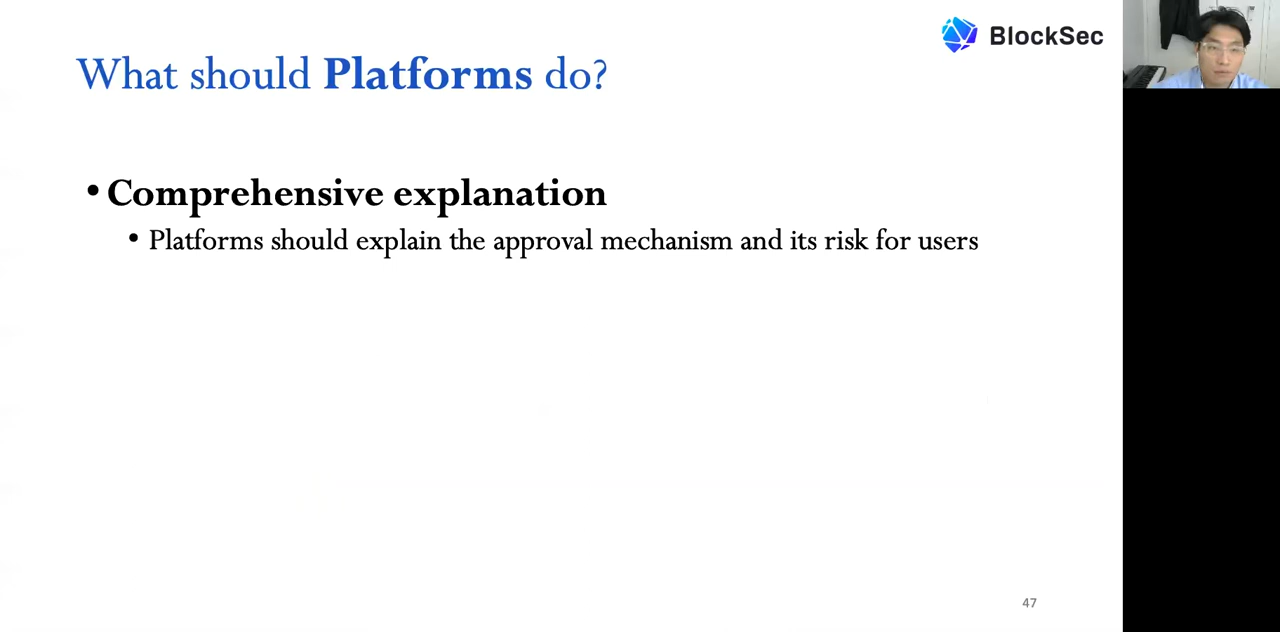 BlockSec
What should Platforms do?
• Comprehensive explanation
• Platforms should explain the approval mechanism and its risk for users
47